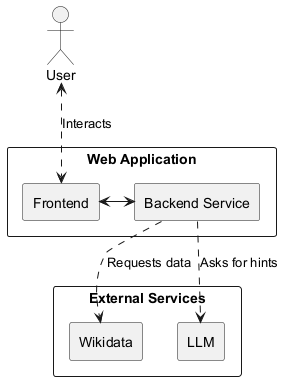 User
Interacts
Web Application
Frontend
Backend Service
Requests data
Asks for hints
External Services
Wikidata
LLM